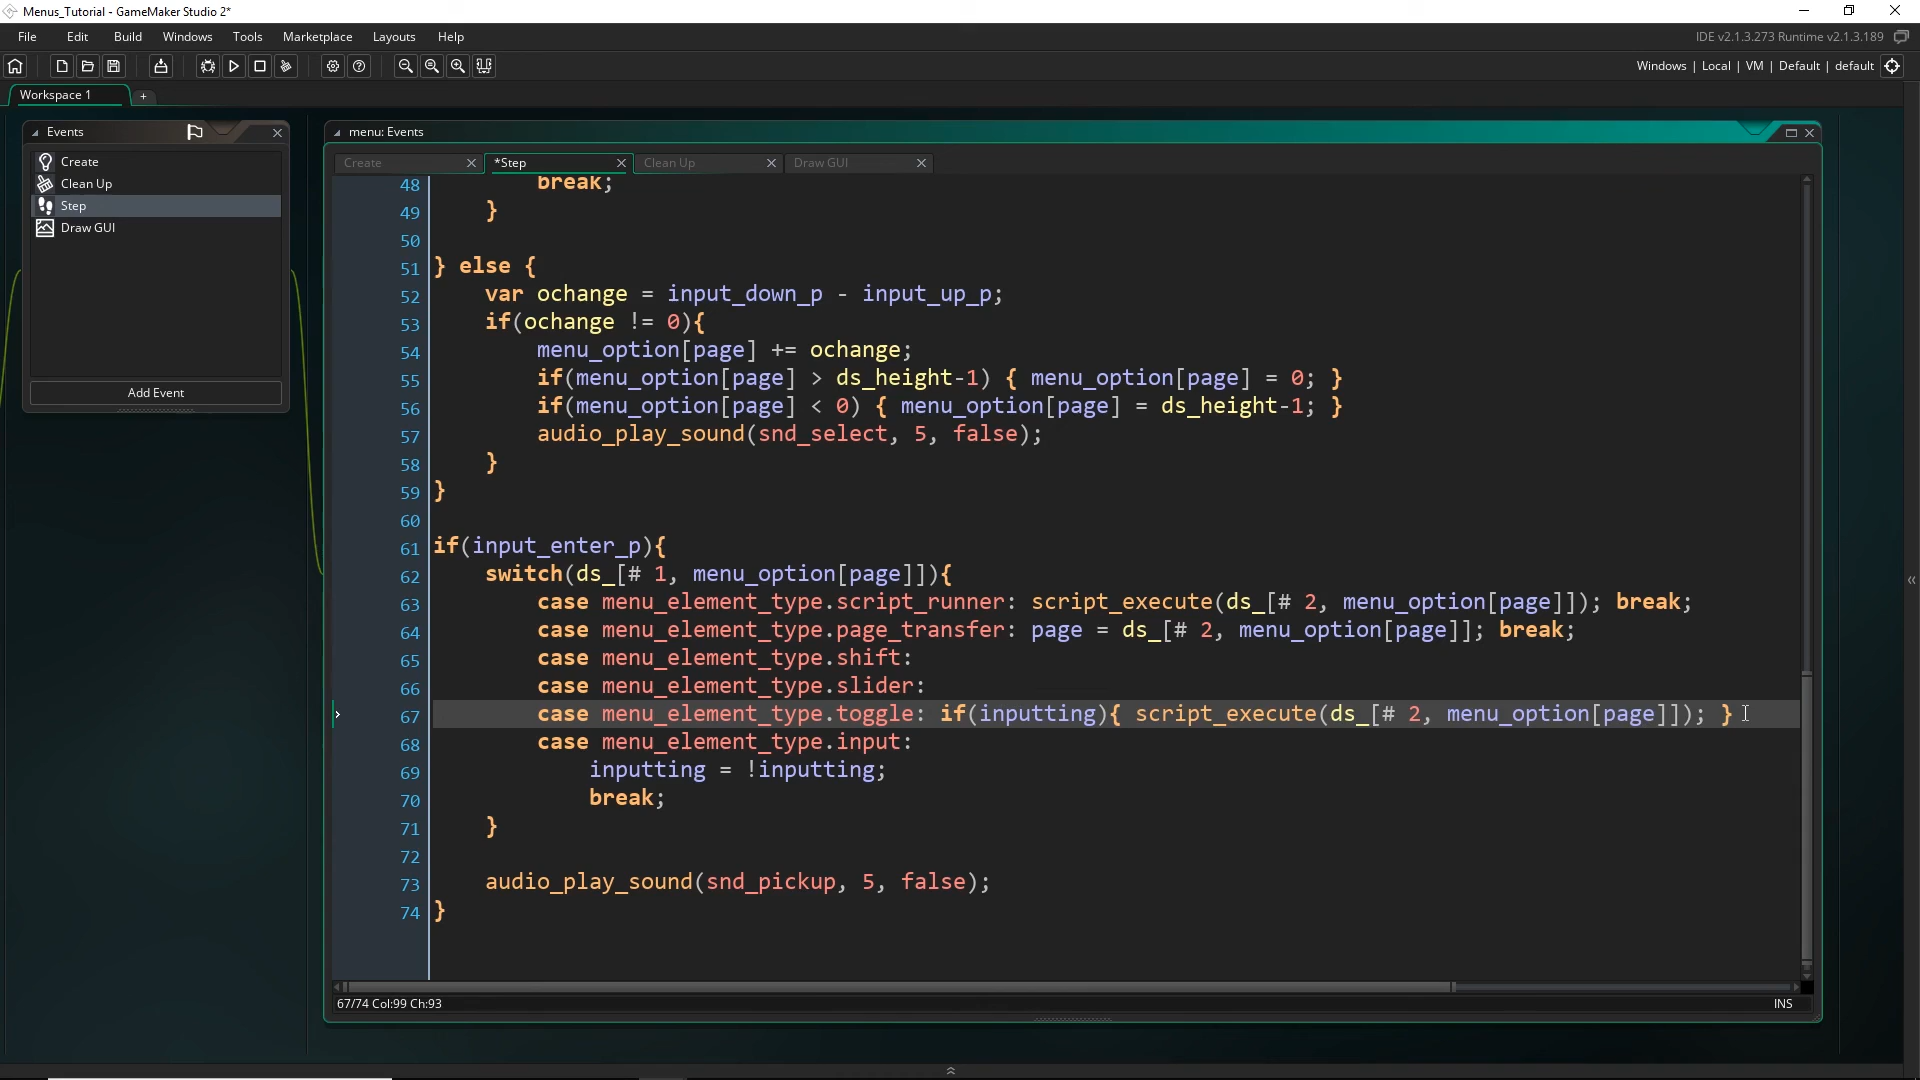 Menus_Tutorial - GameMaker Studio 2*
File Edit Build Windows Tools Marketplace Layouts Help
IDE v2.1.3.273 Runtime v2.1.3.189
Windows | Local | VM | Default | default
Workspace 1
+
Events
Create
Clean Up
Step
Draw GUI
Add Event
menu: Events
Create *Step Clean Up Draw GUI
48 break;
49 }
50
51 } else {
52 var ochange = input_down_p - input_up_p;
53 if(ochange != 0){
54 menu_option[page] += ochange;
55 if(menu_option[page] > ds_height-1) { menu_option[page] = 0; }
56 if(menu_option[page] < 0) { menu_option[page] = ds_height-1; }
57 audio_play_sound(snd_select, 5, false);
58 }
59 }
60
61 if(input_enter_p){
62 switch(ds_[# 1, menu_option[page]]){
63 case menu_element_type.script_runner: script_execute(ds_[# 2, menu_option[page]]); break;
64 case menu_element_type.page_transfer: page = ds_[# 2, menu_option[page]]; break;
65 case menu_element_type.shift:
66 case menu_element_type.slider:
67 case menu_element_type.toggle: if(inputting){ script_execute(ds_[# 2, menu_option[page]]); }
68 case menu_element_type.input:
69 inputting = !inputting;
70 break;
71 }
72
73 audio_play_sound(snd_pickup, 5, false);
74 }
67/74 Col:99 Ch:93
INS